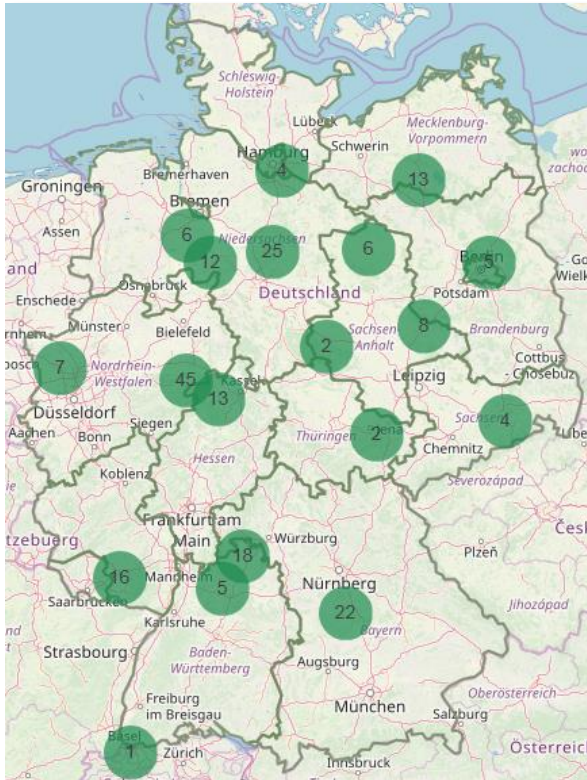 Schleswig-
Holstein
Lübeck
Mecklenburg-
Vorpommern
Hamburg
4
Schwerin
Bremerhaven
13
Groningen
Bremen
Assen
6
Niedersachsen
25
6
12
Berlin
5
Potsdam
Osnabrück
Enschede
Deutschland
Münster
Bielefeld
8
Sachsen-
Anhalt
Brandenburg
2
Cottbus
- Chóśebuz
7
Nordrhein-
Westfalen
45
Kassel
13
Leipzig
Düsseldorf
Siegen
Sachsen
4
Aachen
Bonn
Thüringen
2
Jena
Chemnitz
Hessen
Koblenz
Severozápad
Frankfurt am
Main
Würzburg
18
Plzeň
16
Mannheim
5
Nürnberg
Saarbrücken
22
Jihozápad
Karlsruhe
Bayern
Strasbourg
Baden-
Württemberg
Augsburg
München
Oberösterreich
Freiburg
im Breisgau
Salzburg
Basel
1
Zürich
Innsbruck
Österreich